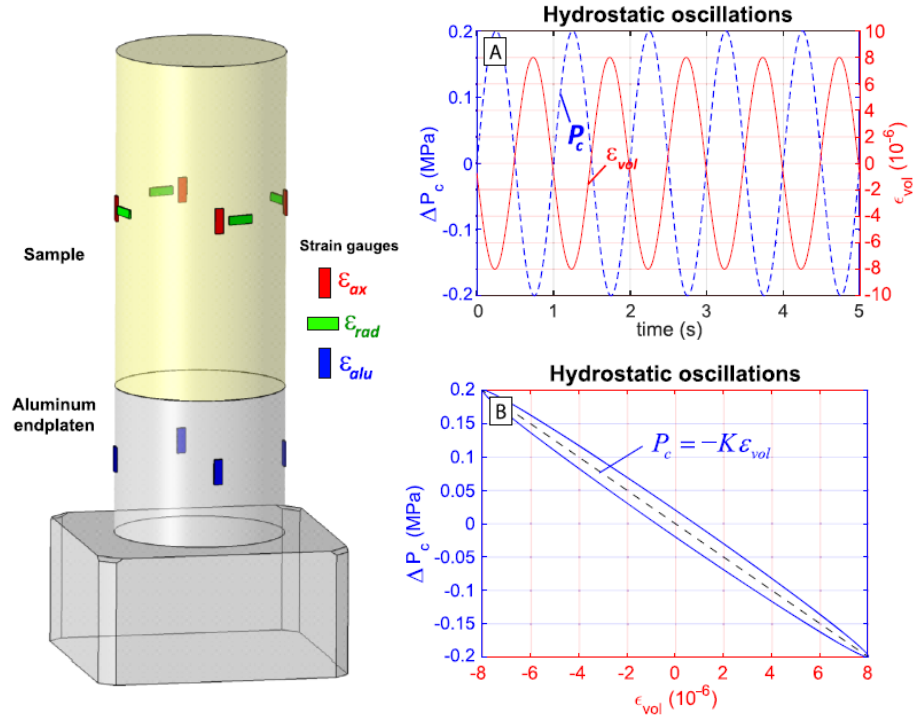 Sample
Aluminum
endplaten
Strain gauges
ε_ax
ε_rad
ε_alu
Hydrostatic oscillations
A
P_c
ε_vol
0.2
0.1
0
-0.1
-0.2
Δ P_c (MPa)
10
8
6
4
2
0
-2
-4
-6
-8
-10
ε_vol (10^-6)
0 1 2 3 4 5
time (s)
Hydrostatic oscillations
B
P_c = −Kε_vol
0.2
0.15
0.1
0.05
0
-0.05
-0.1
-0.15
-0.2
Δ P_c (MPa)
-8 -6 -4 -2 0 2 4 6 8
ϵ_vol (10^-6)